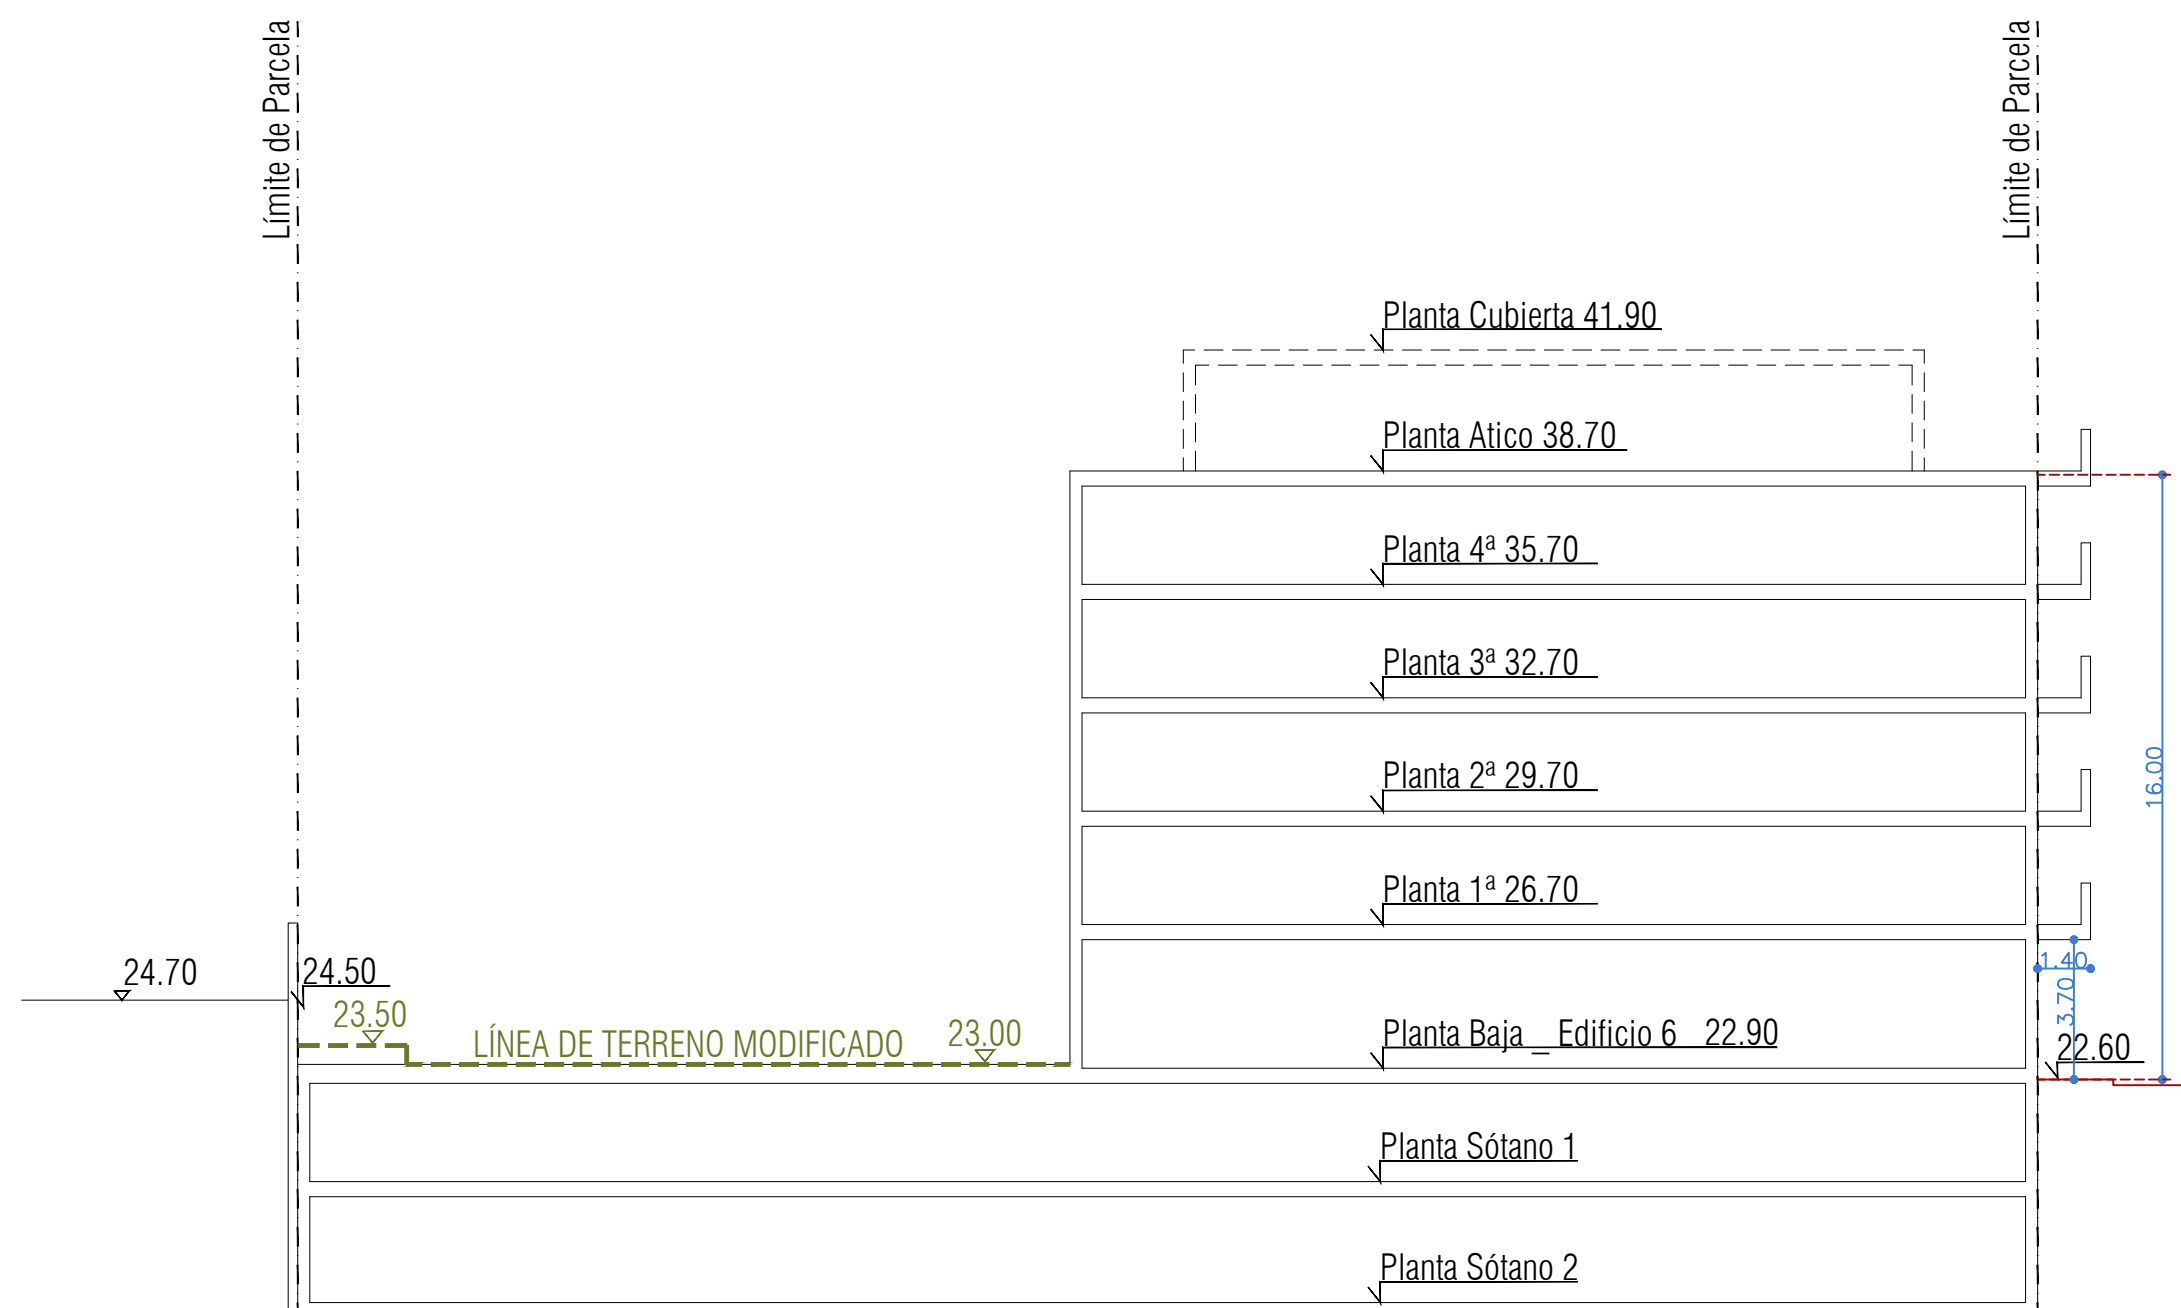 Límite de Parcela
Límite de Parcela
Planta Cubierta 41.90
Planta Atico 38.70
Planta 4ª 35.70
Planta 3ª 32.70
Planta 2ª 29.70
16.00
Planta 1ª 26.70
24.70
24.50
1.40
3.70
23.50
LÍNEA DE TERRENO MODIFICADO
23.00
Planta Baja _ Edificio 6 22.90
22.60
Planta Sótano 1
Planta Sótano 2